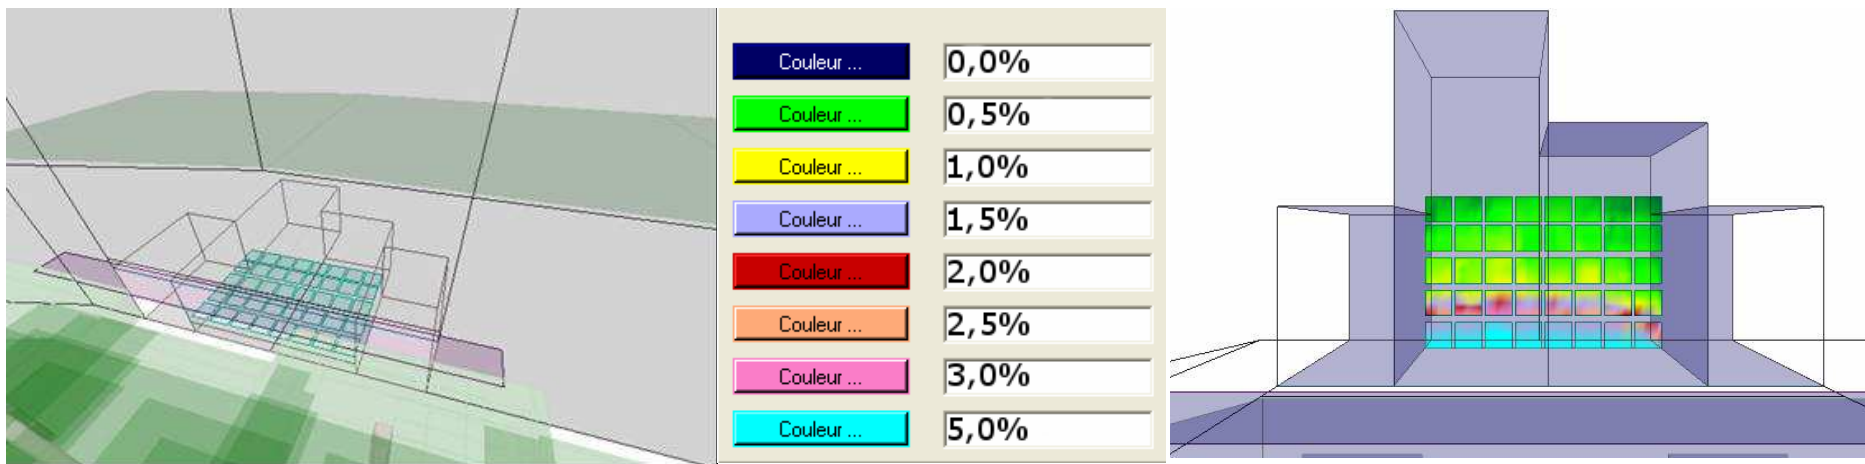 Couleur ... 0,0%
Couleur ... 0,5%
Couleur ... 1,0%
Couleur ... 1,5%
Couleur ... 2,0%
Couleur ... 2,5%
Couleur ... 3,0%
Couleur ... 5,0%